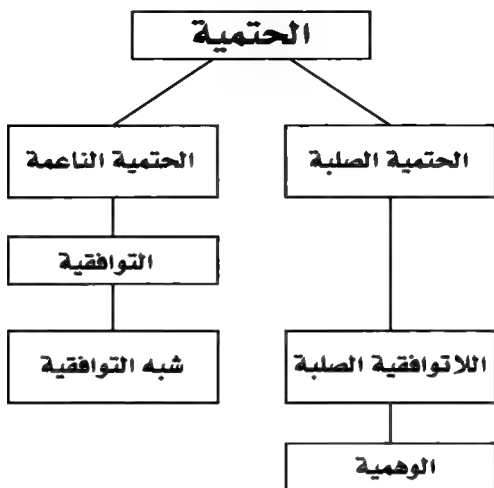 الحتمية
الحتمية الصلبة
الحتمية الناعمة
التوافقية
اللاتوافقية الصلبة
شبه التوافقية
الوهمية